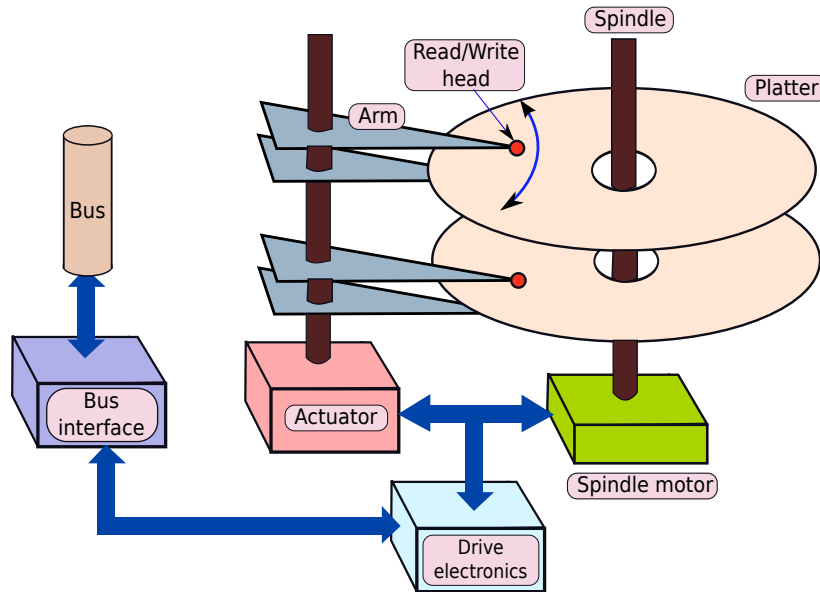 Spindle
Read/Write
head
Platter
Arm
Bus
Bus
interface
Actuator
Spindle motor
Drive
electronics